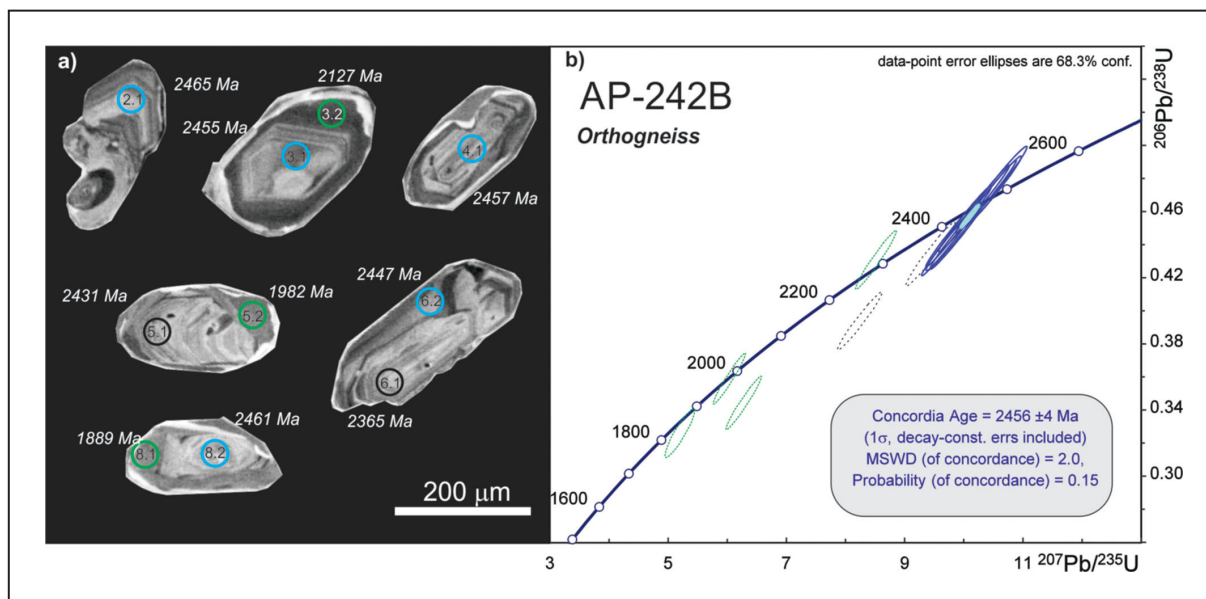 a)
2465 Ma
2.1
2127 Ma
3.2
2455 Ma
3.1
4.1
2457 Ma
2431 Ma
5.1
1982 Ma
5.2
2447 Ma
6.2
6.1
2365 Ma
1889 Ma
8.1
2461 Ma
8.2
200 µm
b)
data-point error ellipses are 68.3% conf.
AP-242B
Orthogneiss
2600
2400
2200
2000
1800
1600
Concordia Age = 2456 ±4 Ma
(1σ, decay-const. errs included)
MSWD (of concordance) = 2.0,
Probability (of concordance) = 0.15
²⁰⁶Pb/²³⁸U
0.46
0.42
0.38
0.34
0.30
3 5 7 9 11 ²⁰⁷Pb/²³⁵U